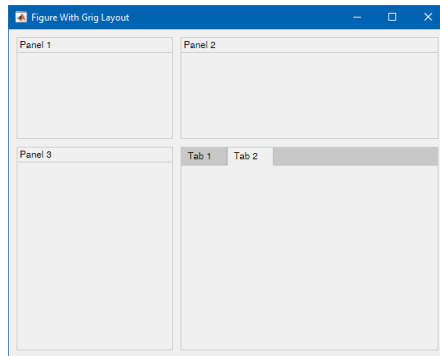 Figure With Grig Layout
Panel 1
Panel 2
Panel 3
Tab 1
Tab 2